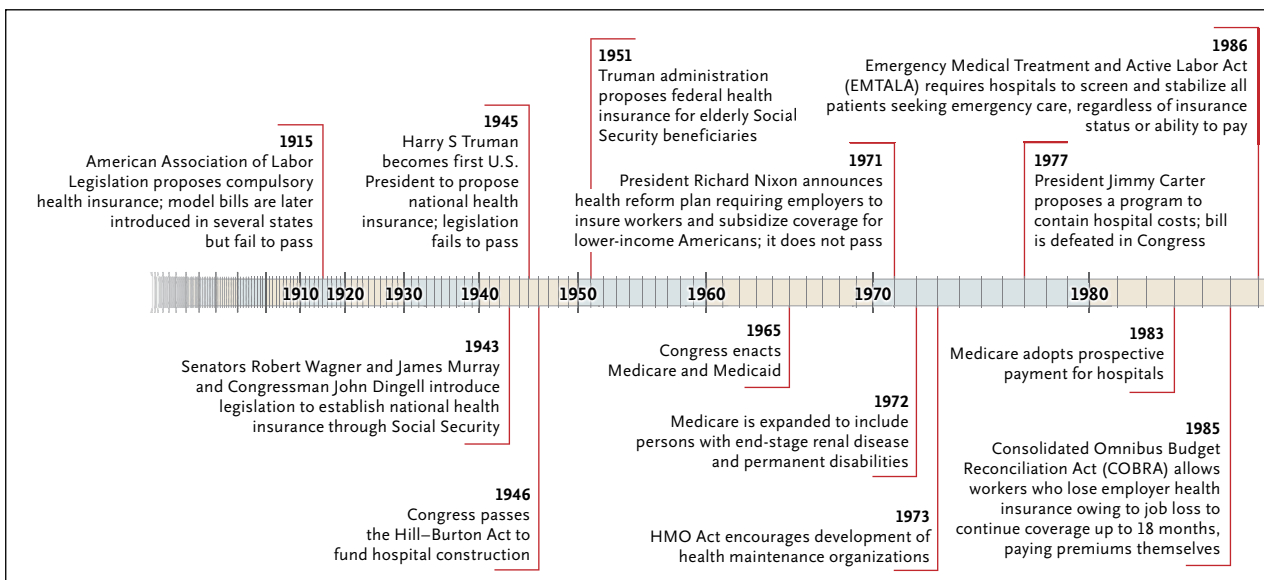 1915
American Association of Labor
Legislation proposes compulsory
health insurance; model bills are later
introduced in several states
but fail to pass
1945
Harry S Truman
becomes first U.S.
President to propose
national health
insurance; legislation
fails to pass
1951
Truman administration
proposes federal health
insurance for elderly Social
Security beneficiaries
1971
President Richard Nixon announces
health reform plan requiring employers to
insure workers and subsidize coverage for
lower-income Americans; it does not pass
1986
Emergency Medical Treatment and Active Labor Act
(EMTALA) requires hospitals to screen and stabilize all
patients seeking emergency care, regardless of insurance
status or ability to pay
1977
President Jimmy Carter
proposes a program to
contain hospital costs; bill
is defeated in Congress
1910 1920 1930 1940 1950 1960 1970 1980
1943
Senators Robert Wagner and James Murray
and Congressman John Dingell introduce
legislation to establish national health
insurance through Social Security
1946
Congress passes
the Hill–Burton Act to
fund hospital construction
1965
Congress enacts
Medicare and Medicaid
1972
Medicare is expanded to include
persons with end-stage renal disease
and permanent disabilities
1973
HMO Act encourages development of
health maintenance organizations
1983
Medicare adopts prospective
payment for hospitals
1985
Consolidated Omnibus Budget
Reconciliation Act (COBRA) allows
workers who lose employer health
insurance owing to job loss to
continue coverage up to 18 months,
paying premiums themselves